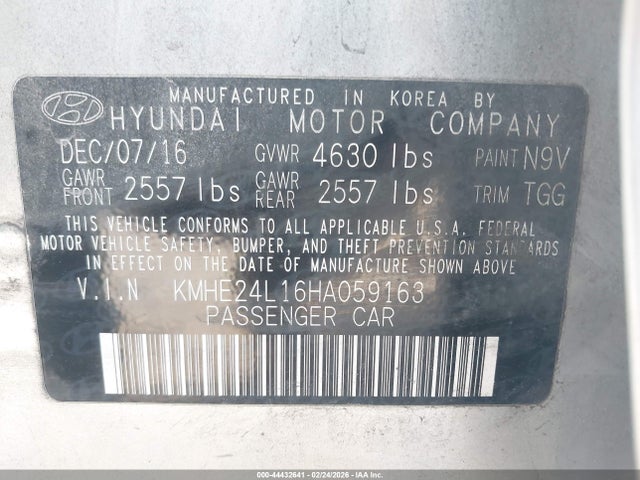 MANUFACTURED IN KOREA BY
HYUNDAI MOTOR COMPANY
DEC/07/16 GVWR 4630 lbs PAINT N9V
GAWR FRONT 2557 lbs GAWR REAR 2557 lbs TRIM TGG
THIS VEHICLE CONFORMS TO ALL APPLICABLE U.S.A. FEDERAL
MOTOR VEHICLE SAFETY, BUMPER, AND THEFT PREVENTION STANDARDS
IN EFFECT ON THE DATE OF MANUFACTURE SHOWN ABOVE
V.I.N KMHE24L16HA059163
PASSENGER CAR
000-44432641 - 02/24/2026 - IAA, Inc.